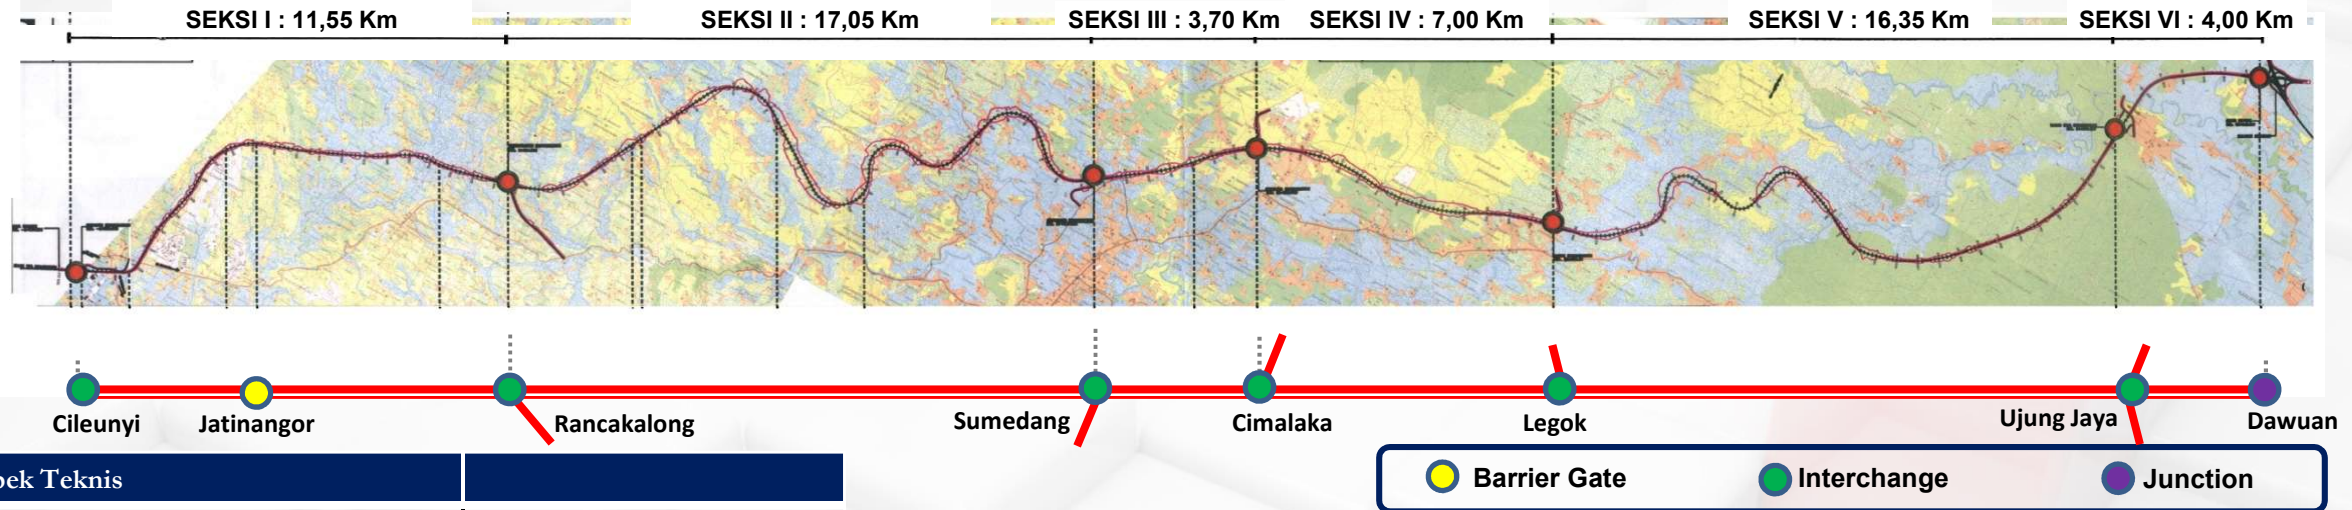 SEKSI I : 11,55 Km
SEKSI II : 17,05 Km
SEKSI III : 3,70 Km
SEKSI IV : 7,00 Km
SEKSI V : 16,35 Km
SEKSI VI : 4,00 Km
Cileunyi
Jatinangor
Rancakalong
Sumedang
Cimalaka
Legok
Ujung Jaya
Dawuan
Teknis
Barrier Gate
Interchange
Junction